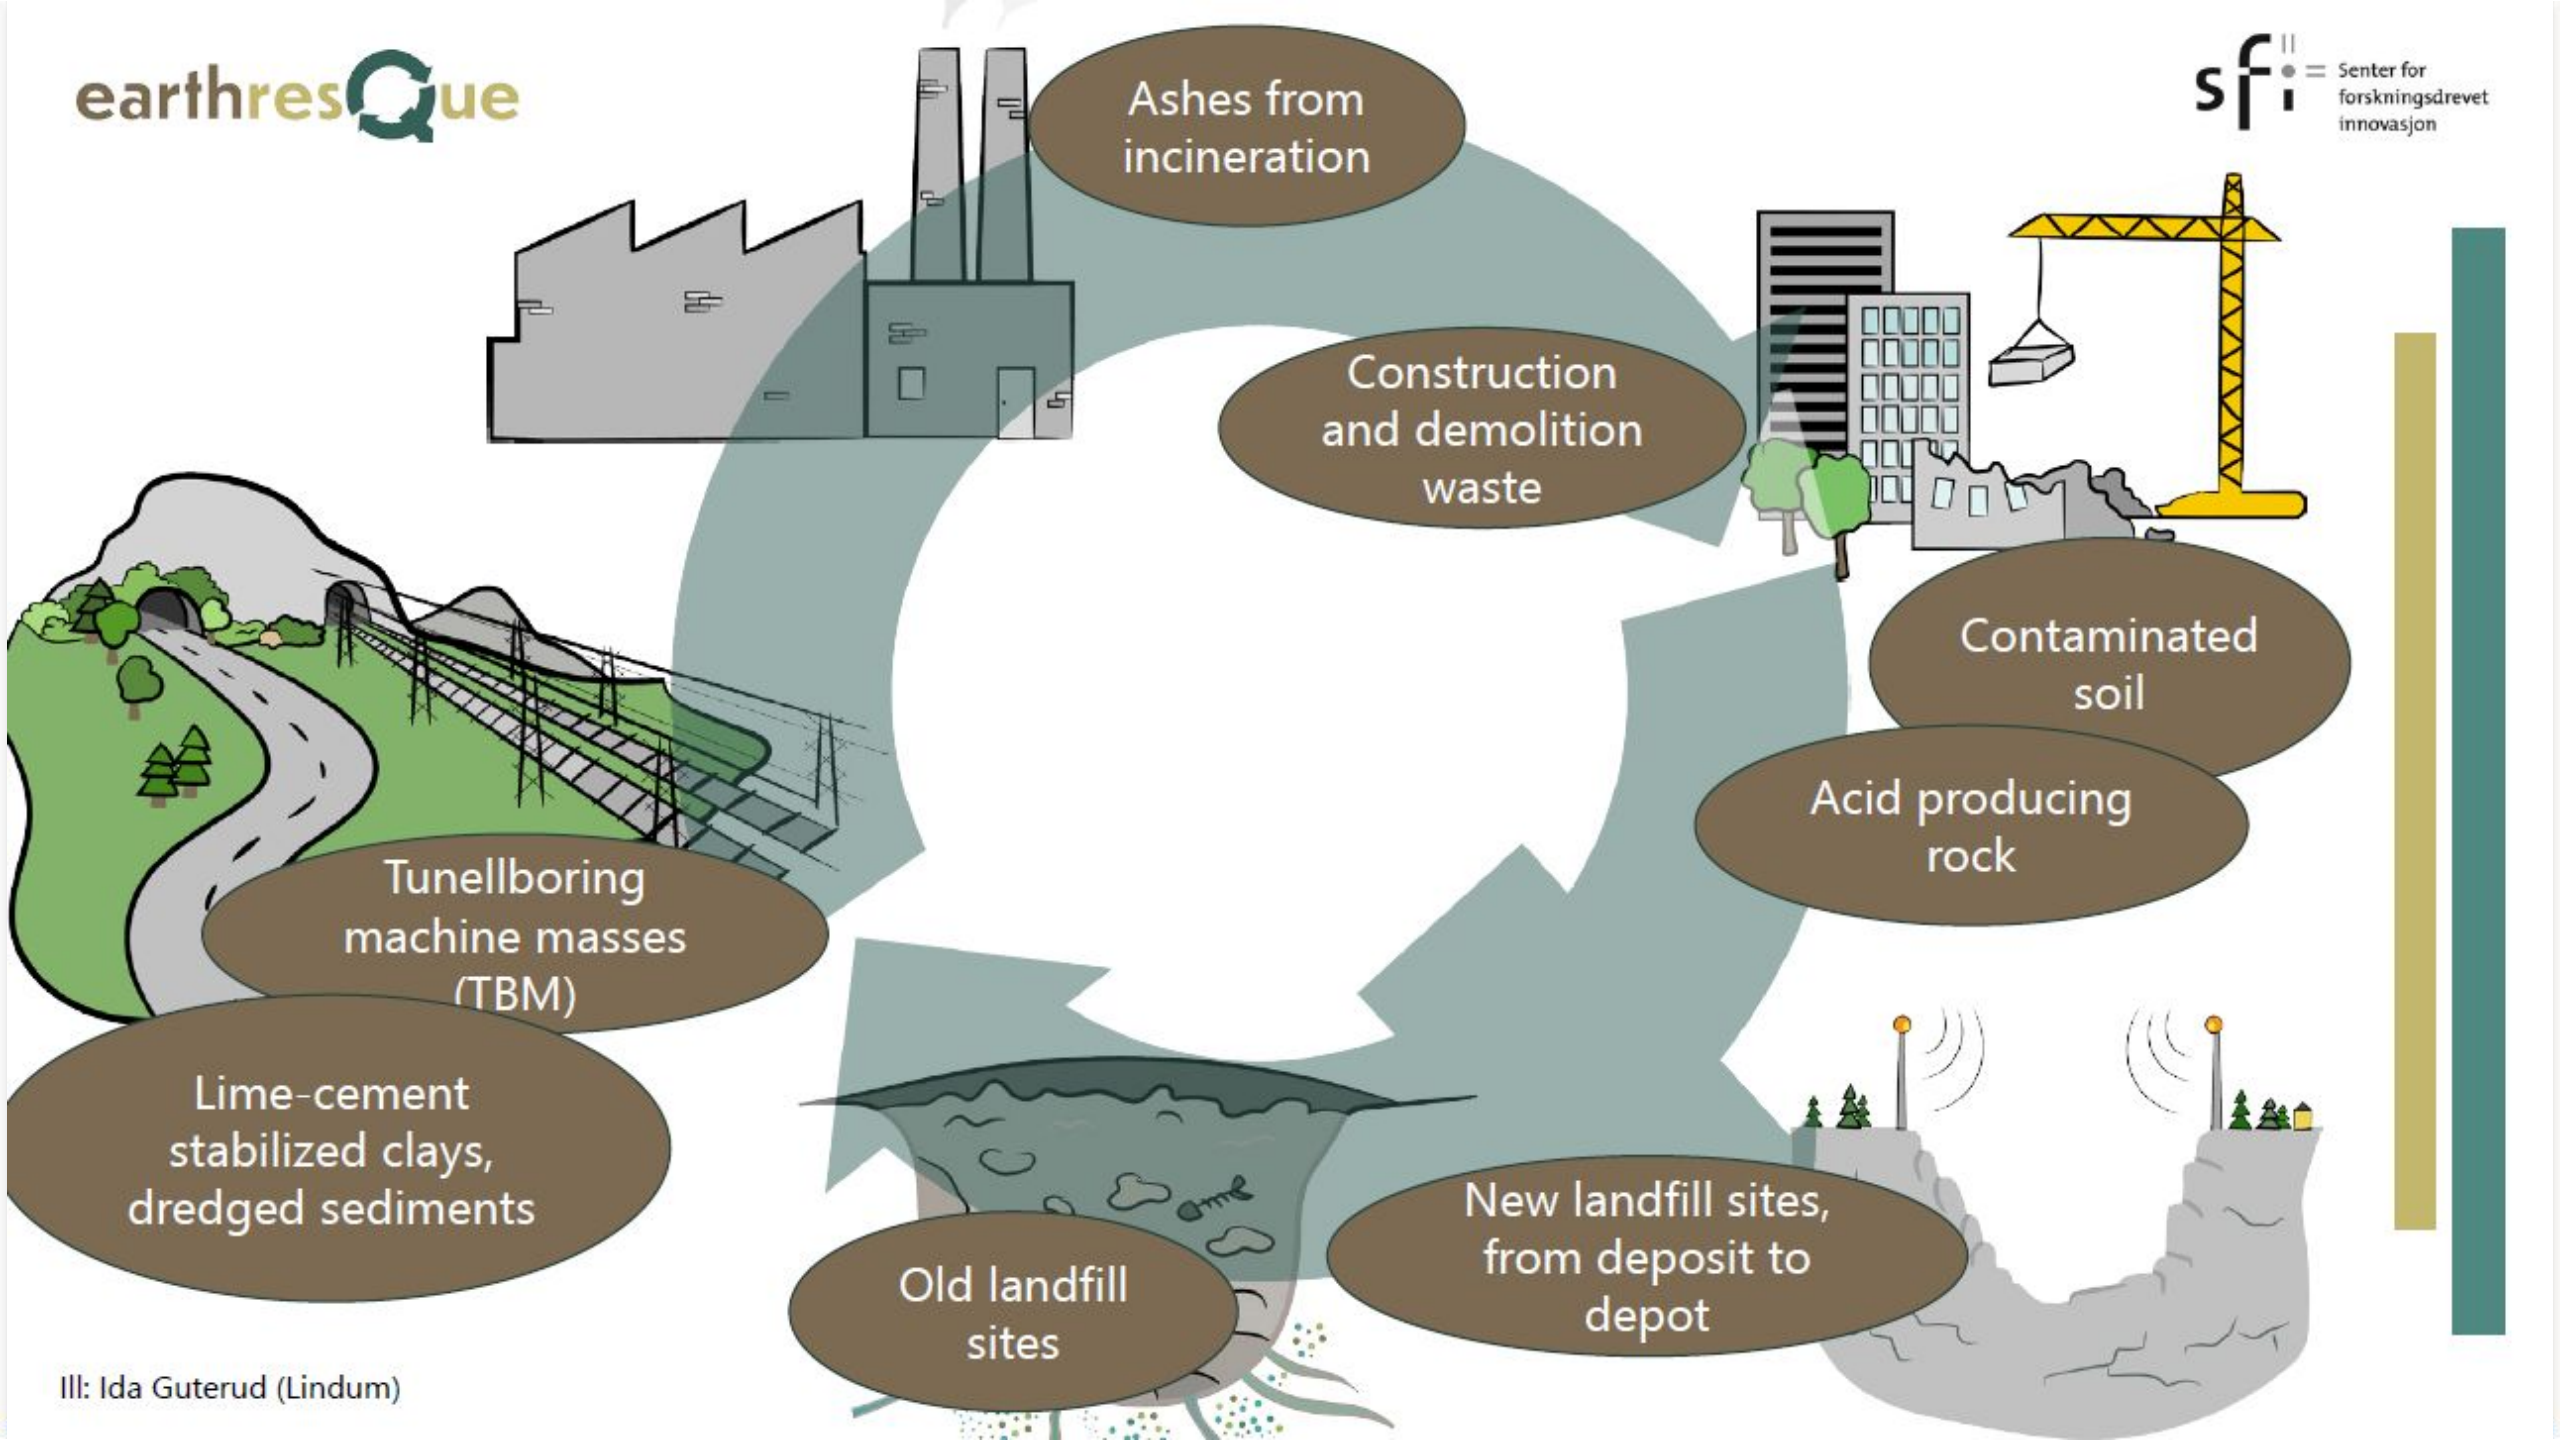 earthresQue
sfi
Senter for
forskningsdrevet
innovasjon
Ashes from
incineration
Construction
and demolition
waste
Contaminated
soil
Acid producing
rock
Tunellboring
machine masses
(TBM)
Lime-cement
stabilized clays,
dredged sediments
New landfill sites,
from deposit to
depot
Old landfill
sites
Ill: Ida Guterud (Lindum)